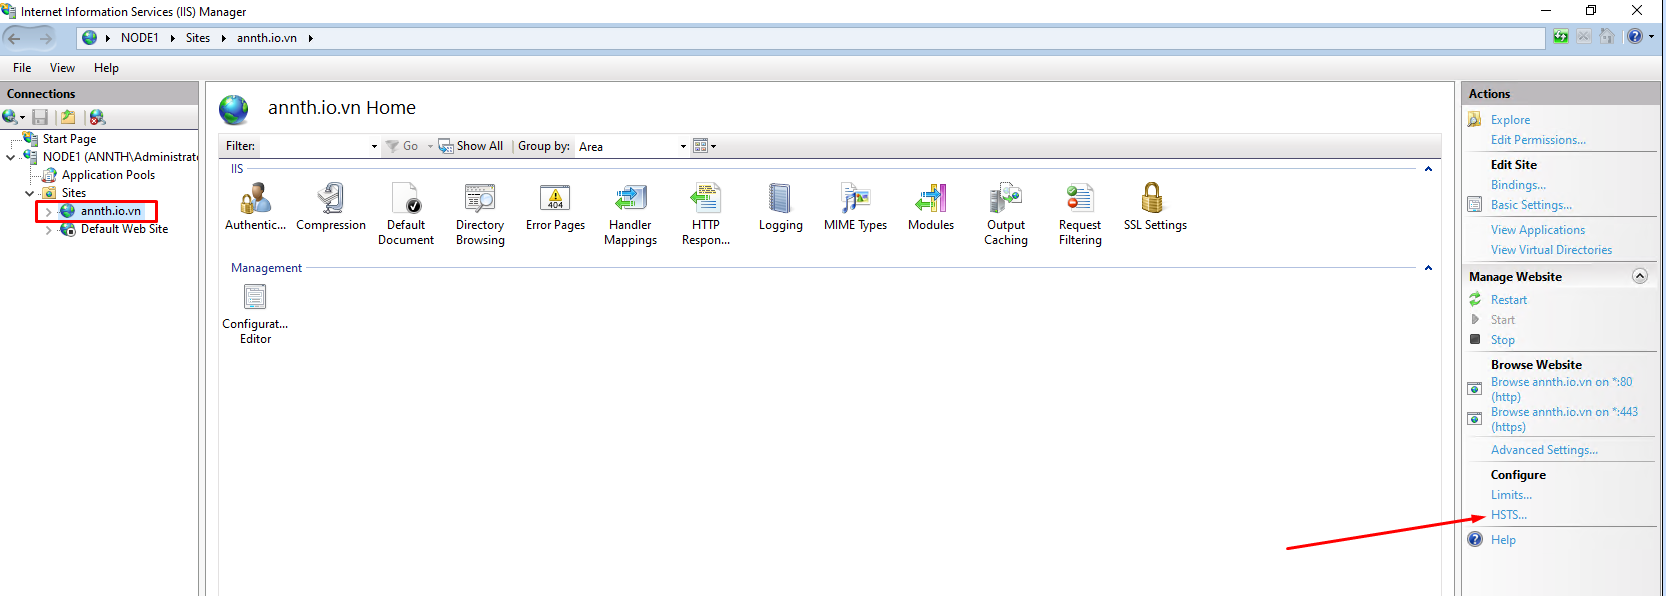 Internet Information Services (IIS) Manager
NODE1 Sites annth.io.vn
File View Help
Connections
Start Page
NODE1 (ANNTH\Administrat
Application Pools
Sites
annth.io.vn
Default Web Site
annth.io.vn Home
Filter: Go Show All Group by: Area
IIS
Authentic...
Compression
Default
Document
Directory
Browsing
Error Pages
404
Handler
Mappings
HTTP
Respon...
Logging
MIME Types
Modules
Output
Caching
Request
Filtering
SSL Settings
Management
Configurat...
Editor
Actions
Explore
Edit Permissions...
Edit Site
Bindings...
Basic Settings...
View Applications
View Virtual Directories
Manage Website
Restart
Start
Stop
Browse Website
Browse annth.io.vn on *:80
(http)
Browse annth.io.vn on *:443
(https)
Advanced Settings...
Configure
Limits...
HSTS...
Help